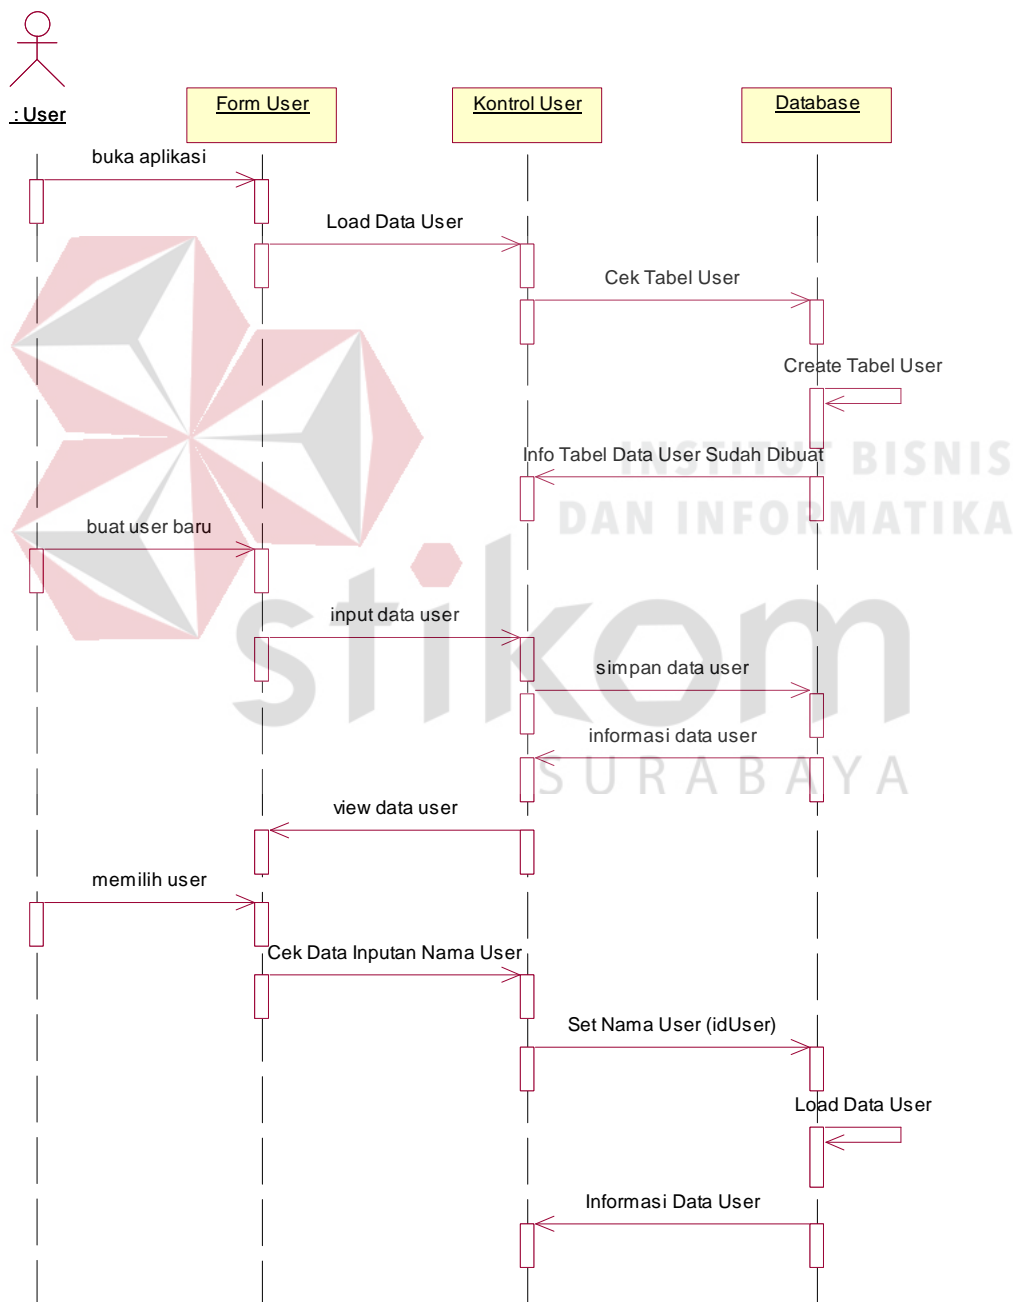 : User
Form User
Kontrol User
Database
buka aplikasi
Load Data User
Cek Tabel User
Create Tabel User
INSTITUT BISNIS
Info Tabel Data User Sudah Dibuat
DAN INFORMATIKA
buat user baru
stikom
input data user
simpan data user
informasi data user
SURABAYA
view data user
memilih user
Cek Data Inputan Nama User
Set Nama User (idUser)
Load Data User
Informasi Data User